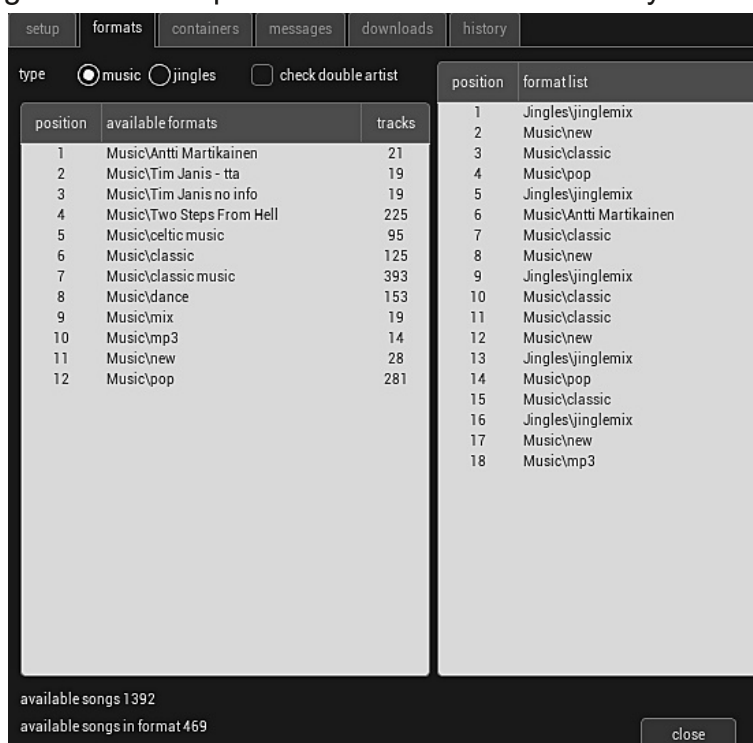 setup formats containers messages downloads history
type music jingles check double artist
position available formats tracks
1 Music\Antti Martikainen 21
2 Music\Tim Janis - tta 19
3 Music\Tim Janis no info 19
4 Music\Two Steps From Hell 225
5 Music\celtic music 95
6 Music\classic 125
7 Music\classic music 393
8 Music\dance 153
9 Music\mix 19
10 Music\mp3 14
11 Music\new 28
12 Music\pop 281
position format list
1 Jingles\jinglemix
2 Music\new
3 Music\classic
4 Music\pop
5 Jingles\jinglemix
6 Music\Antti Martikainen
7 Music\classic
8 Music\new
9 Jingles\jinglemix
10 Music\classic
11 Music\classic
12 Music\new
13 Jingles\jinglemix
14 Music\pop
15 Music\classic
16 Jingles\jinglemix
17 Music\new
18 Music\mp3
available songs 1392
available songs in format 469
close